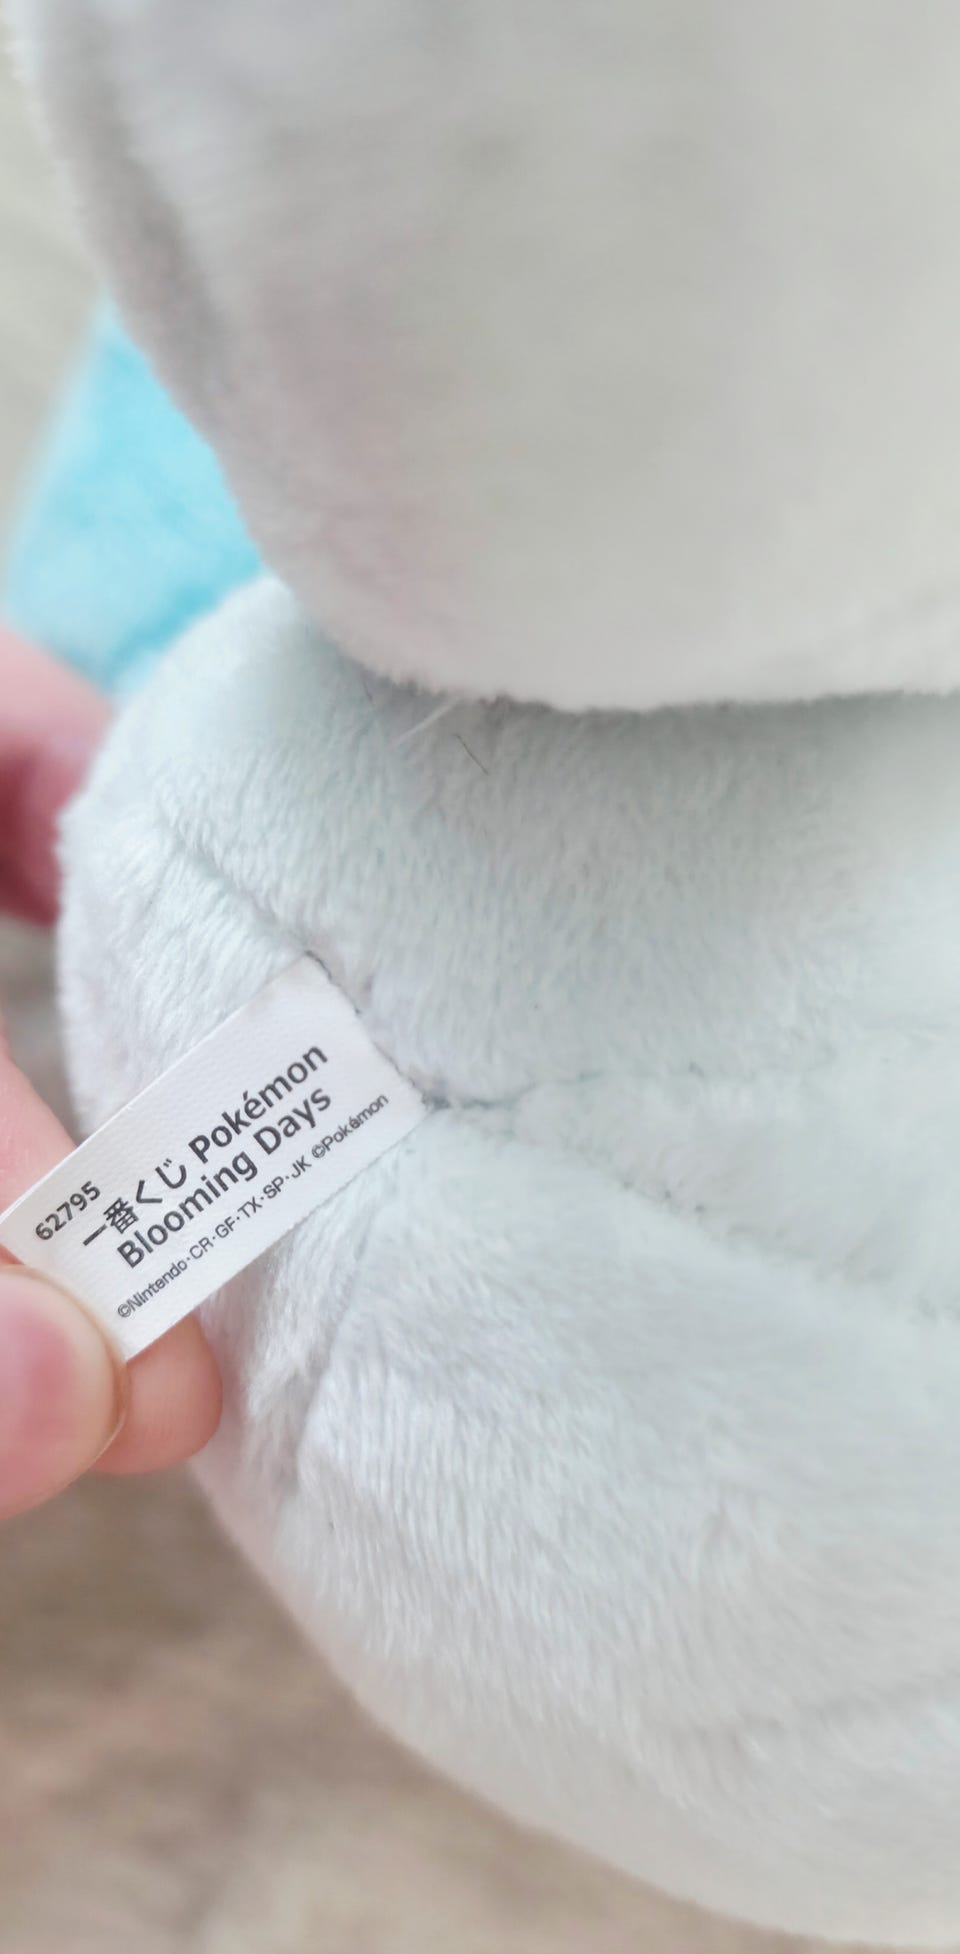 62795
一番くじ Pokémon
Blooming Days
©Nintendo・CR・GF・TX・SP・JK ©Pokémon